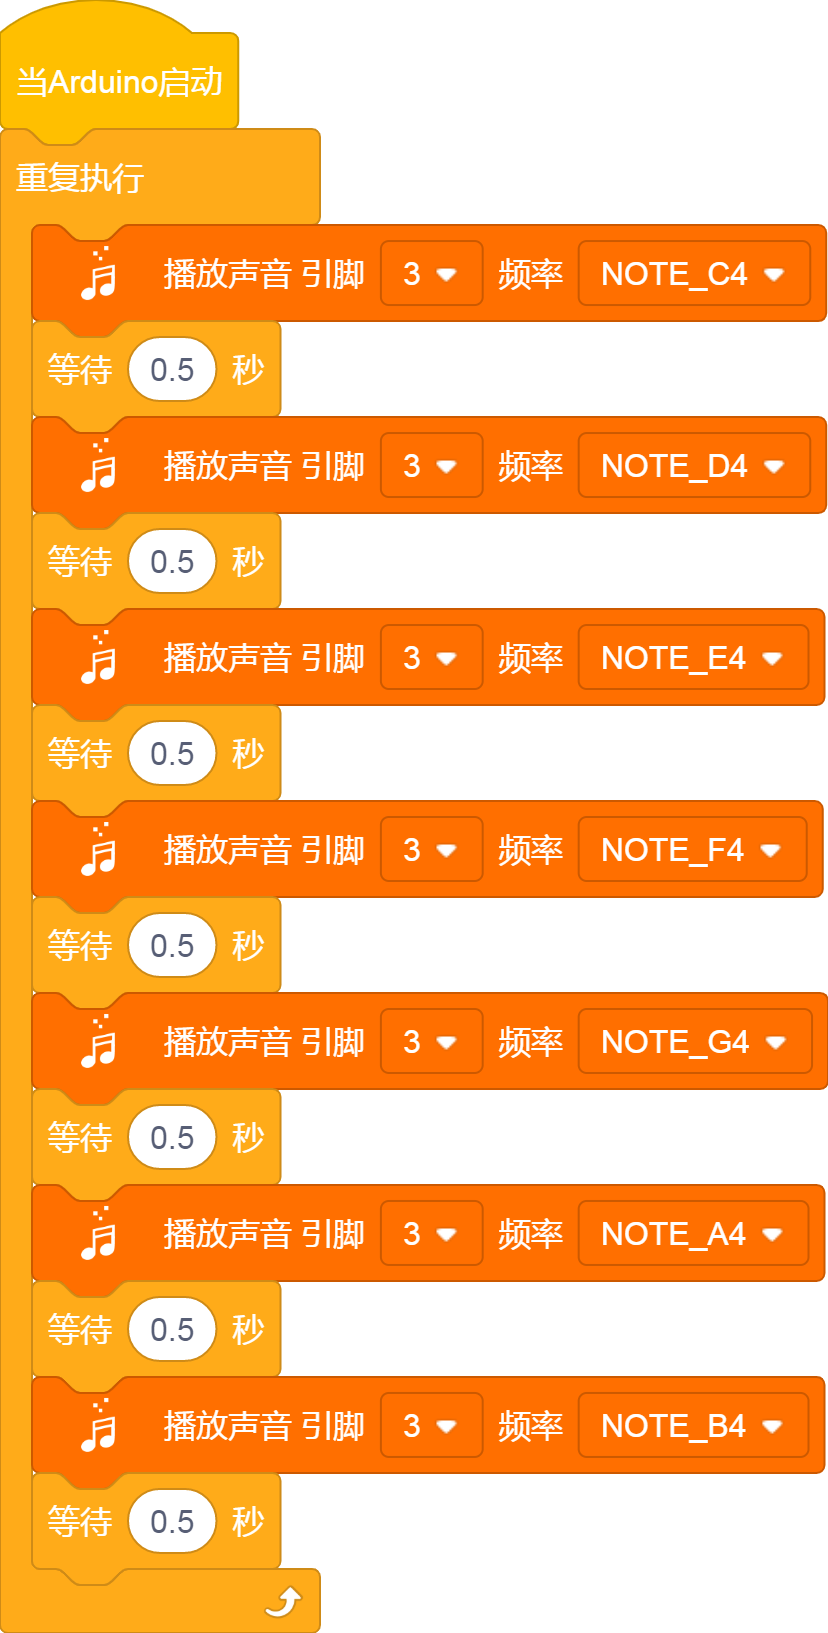 当Arduino启动
重复执行
播放声音 引脚 3 频率 NOTE_C4
等待 0.5 秒
播放声音 引脚 3 频率 NOTE_D4
等待 0.5 秒
播放声音 引脚 3 频率 NOTE_E4
等待 0.5 秒
播放声音 引脚 3 频率 NOTE_F4
等待 0.5 秒
播放声音 引脚 3 频率 NOTE_G4
等待 0.5 秒
播放声音 引脚 3 频率 NOTE_A4
等待 0.5 秒
播放声音 引脚 3 频率 NOTE_B4
等待 0.5 秒